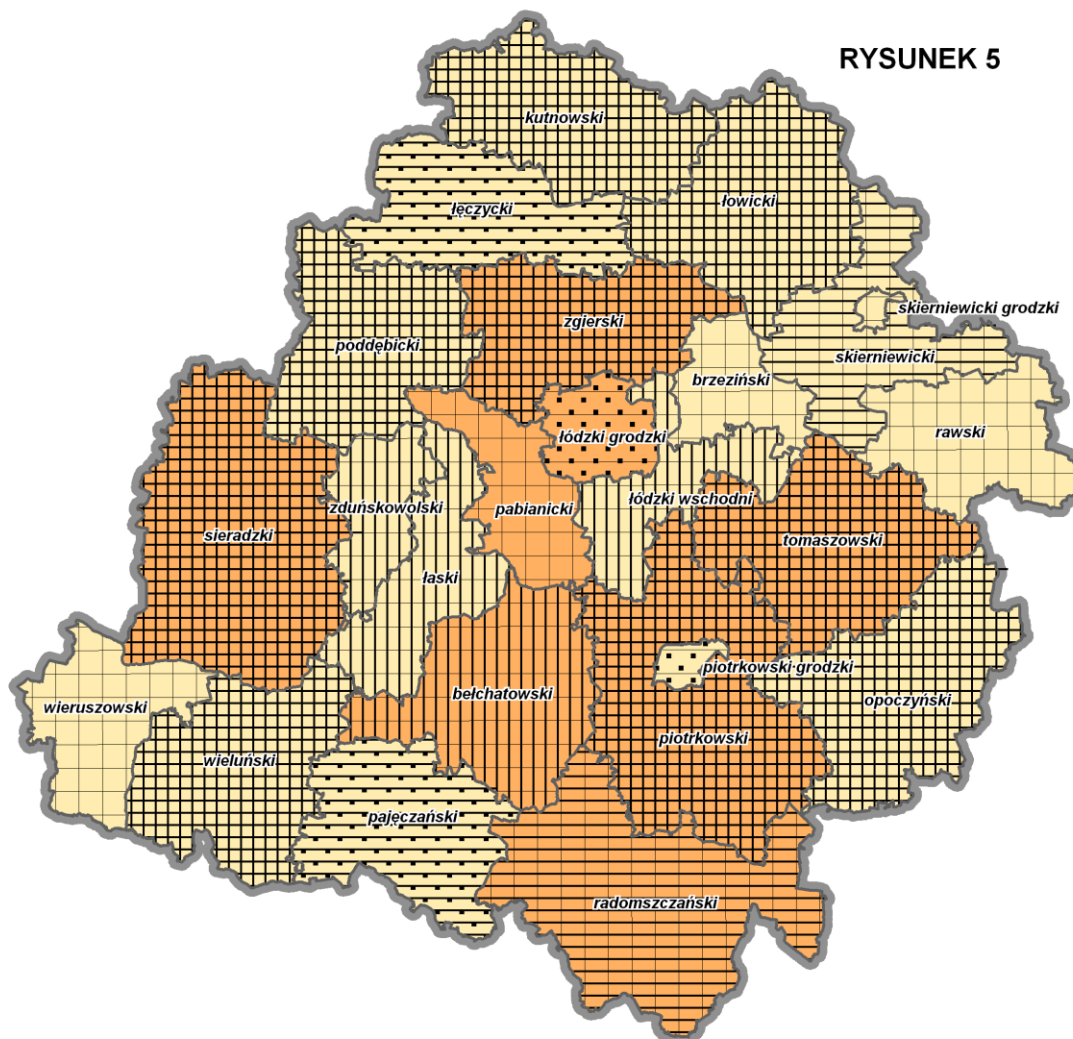 RYSUNEK 5
kutnowski
łowicki
łęczycki
skierniewicki grodzki
zgierski
poddębicki
skierniewicki
brzeziński
rawski
łódzki grodzki
łódzki wschodni
zduńskowolski
pabianicki
sieradzki
tomaszowski
łaski
piotrkowski grodzki
bełchatowski
opoczyński
wieruszowski
piotrkowski
wieluński
pajęczański
radomszczański